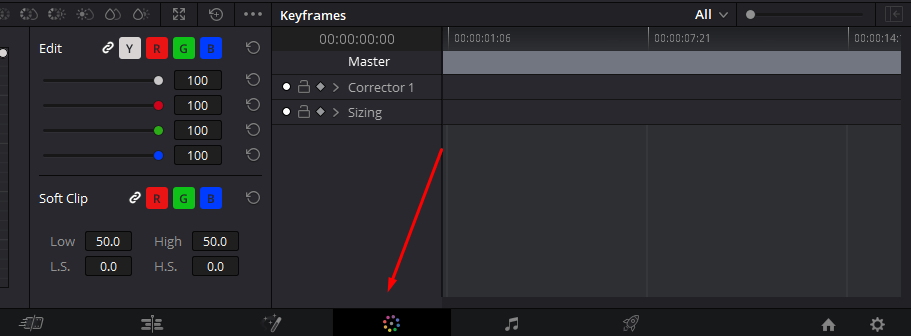 Keyframes
All
Edit
Y
R
G
B
100
100
100
100
Soft Clip
R
G
B
Low
50.0
High
50.0
L.S.
0.0
H.S.
0.0
00:00:00:00
00:00:01:06
00:00:07:21
00:00:14:
Master
Corrector 1
Sizing